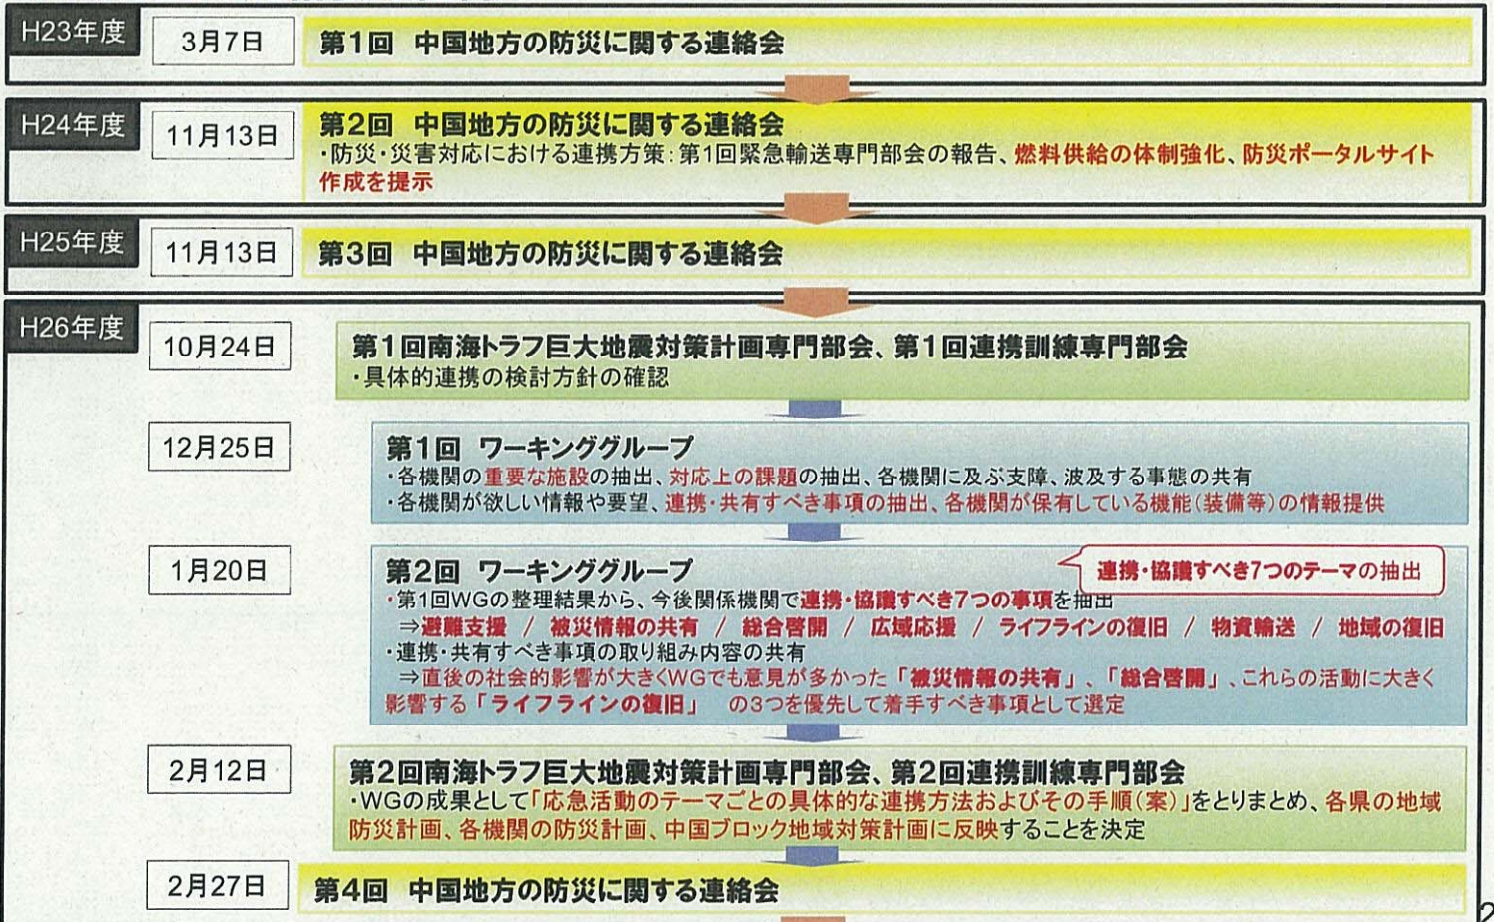 H23年度
3月7日
第1回 中国地方の防災に関する連絡会
H24年度
11月13日
第2回 中国地方の防災に関する連絡会
・防災・災害対応における連携方策：第1回緊急輸送専門部会の報告、燃料供給の体制強化、防災ポータルサイト
作成を提示
H25年度
11月13日
第3回 中国地方の防災に関する連絡会
H26年度
10月24日
第1回南海トラフ巨大地震対策計画専門部会、第1回連携訓練専門部会
・具体的連携の検討方針の確認
12月25日
第1回 ワーキンググループ
・各機関の重要な施設の抽出、対応上の課題の抽出、各機関に及ぶ支障、波及する事態の共有
・各機関が欲しい情報や要望、連携・共有すべき事項の抽出、各機関が保有している機能（装備等）の情報提供
1月20日
第2回 ワーキンググループ
連携・協議すべき7つのテーマの抽出
・第1回WGの整理結果から、今後関係機関で連携・協議すべき7つの事項を抽出
⇒避難支援 / 被災情報の共有 / 総合啓開 / 広域応援 / ライフラインの復旧 / 物資輸送 / 地域の復旧
・連携・共有すべき事項の取り組み内容の共有
⇒直後の社会的影響が大きくWGでも意見が多かった「被災情報の共有」、「総合啓開」、これらの活動に大きく
影響する「ライフラインの復旧」 の3つを優先して着手すべき事項として選定
2月12日
第2回南海トラフ巨大地震対策計画専門部会、第2回連携訓練専門部会
・WGの成果として「応急活動のテーマごとの具体的な連携方法およびその手順（案）」をとりまとめ、各県の地域
防災計画、各機関の防災計画、中国ブロック地域対策計画に反映することを決定
2月27日
第4回 中国地方の防災に関する連絡会
2